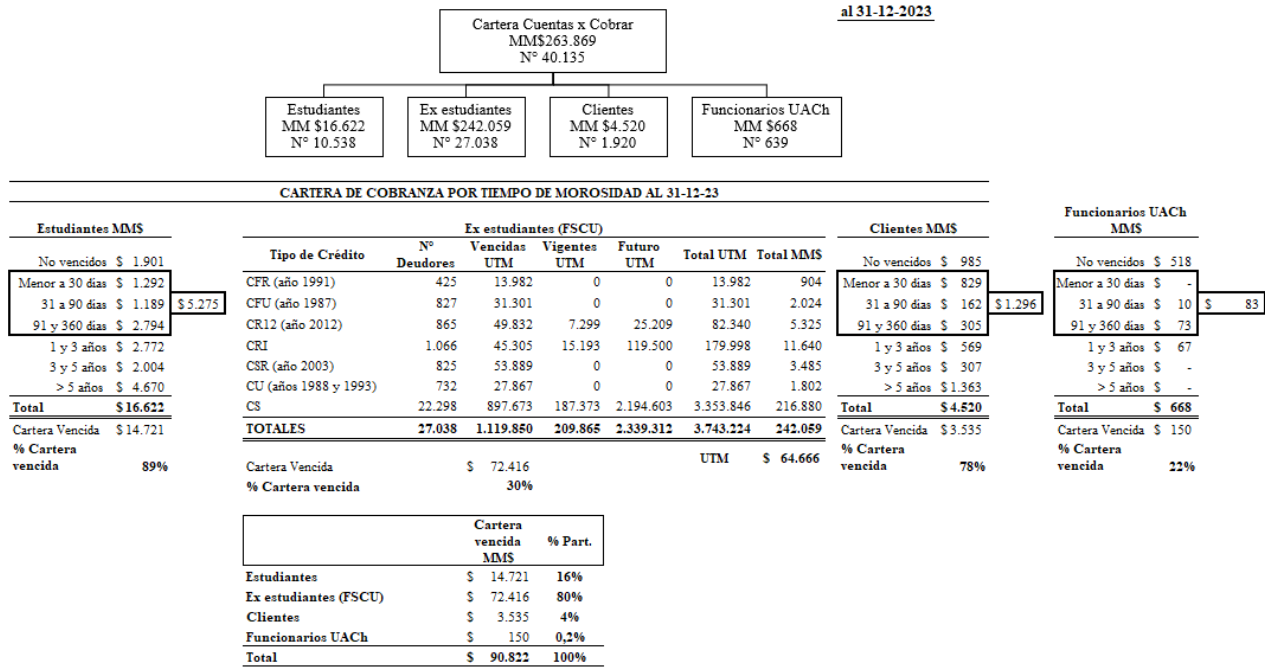 al 31-12-2023
Cartera Cuentas x Cobrar
MM$263.869
N° 40.135
Estudiantes
MM $16.622
N° 10.538
Ex estudiantes
MM $242.059
N° 27.038
Clientes
MM $4.520
N° 1.920
Funcionarios UACh
MM $668
N° 639
CARTERA DE COBRANZA POR TIEMPO DE MOROSIDAD AL 31-12-23
Estudiantes MM$
No vencidos $ 1.901
Menor a 30 dias $ 1.292
31 a 90 dias $ 1.189 $ 5.275
91 y 360 dias $ 2.794
1 y 3 años $ 2.772
3 y 5 años $ 2.004
> 5 años $ 4.670
Total $ 16.622
Cartera Vencida $ 14.721
% Cartera
vencida 89%
Ex estudiantes (FSCU)
Tipo de Crédito N° Deudores Vencidas UTM Vigentes UTM Futuro UTM Total UTM Total MM$
CFR (año 1991) 425 13.982 0 0 13.982 904
CFU (año 1987) 827 31.301 0 0 31.301 2.024
CR12 (año 2012) 865 49.832 7.299 25.209 82.340 5.325
CRI 1.066 45.305 15.193 119.500 179.998 11.640
CSR (año 2003) 825 53.889 0 0 53.889 3.485
CU (años 1988 y 1993) 732 27.867 0 0 27.867 1.802
CS 22.298 897.673 187.373 2.194.603 3.353.846 216.880
TOTALES 27.038 1.119.850 209.865 2.339.312 3.743.224 242.059
UTM $ 64.666
Cartera Vencida $ 72.416
% Cartera vencida 30%
Clientes MM$
No vencidos $ 985
Menor a 30 dias $ 829
31 a 90 dias $ 162 $ 1.296
91 y 360 dias $ 305
1 y 3 años $ 569
3 y 5 años $ 307
> 5 años $ 1.363
Total $ 4.520
Cartera Vencida $ 3.535
% Cartera
vencida 78%
Funcionarios UACh
MM$
No vencidos $ 518
Menor a 30 dias $ -
31 a 90 dias $ 10 $ 83
91 y 360 dias $ 73
1 y 3 años $ 67
3 y 5 años $ -
> 5 años $ -
Total $ 668
Cartera Vencida $ 150
% Cartera
vencida 22%
Cartera
vencida % Part.
MM$
Estudiantes $ 14.721 16%
Ex estudiantes (FSCU) $ 72.416 80%
Clientes $ 3.535 4%
Funcionarios UACh $ 150 0,2%
Total $ 90.822 100%